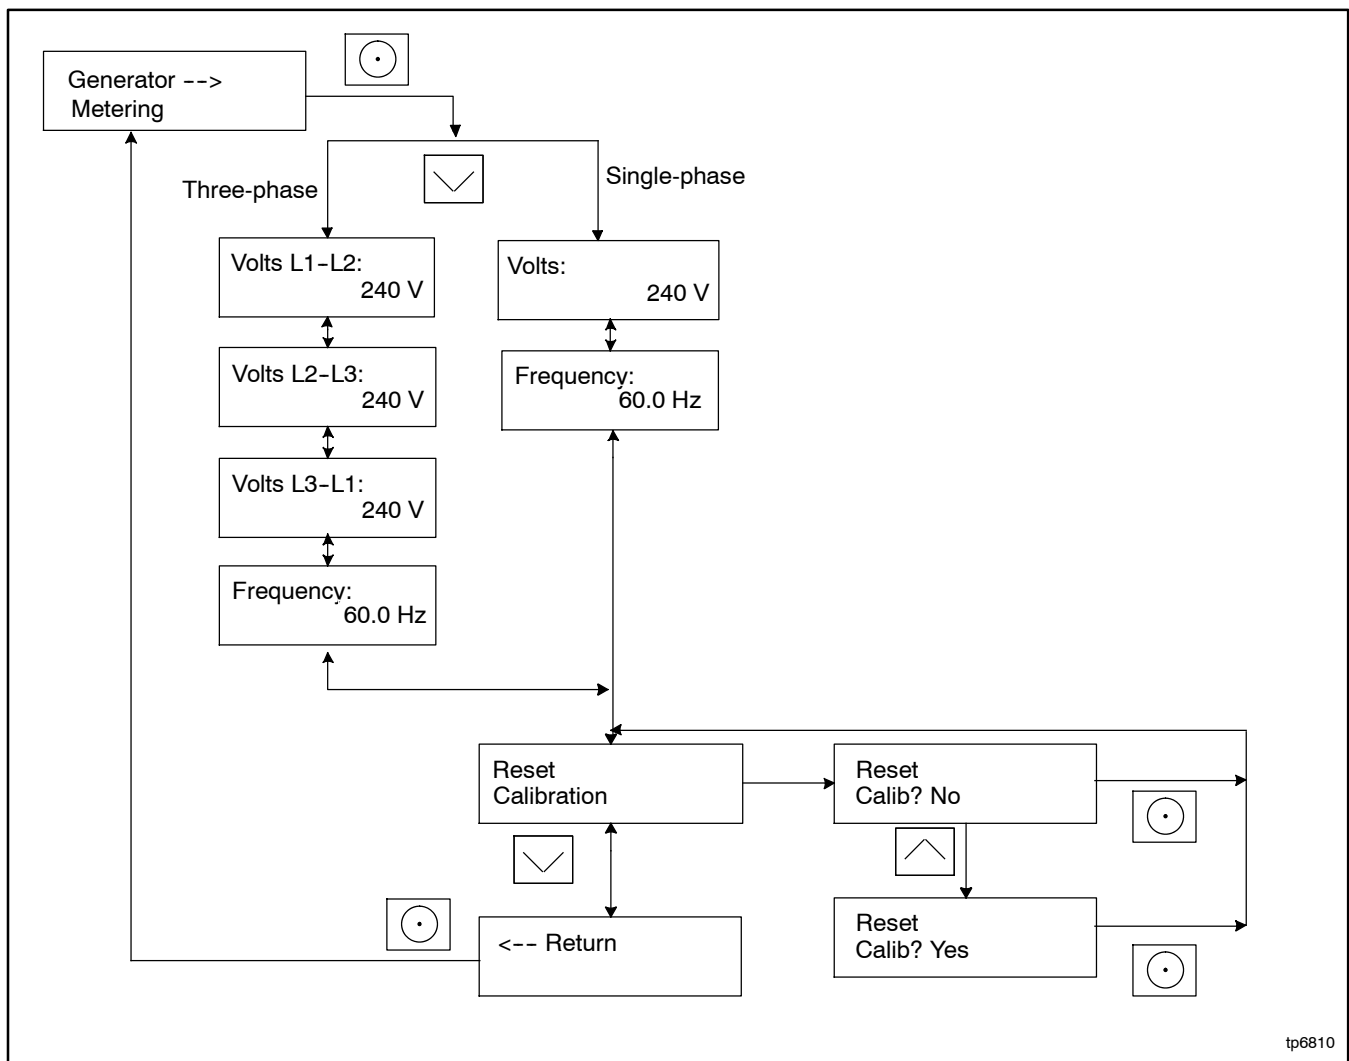 Generator -->
Metering
Three-phase
Single-phase
Volts L1-L2:
240 V
Volts L2-L3:
240 V
Volts L3-L1:
240 V
Frequency:
60.0 Hz
Volts:
240 V
Frequency:
60.0 Hz
Reset
Calibration
Reset
Calib? No
Reset
Calib? Yes
<-- Return
tp6810